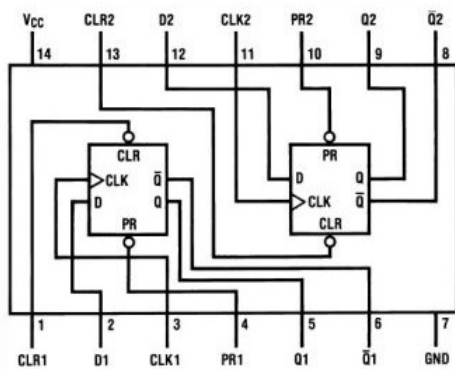 VCC CLR2 D2 CLK2 PR2 Q2 Q̅2
14 13 12 11 10 9 8
CLR PR
CLK Q̅ D Q
D Q CLK Q̅
PR CLR
1 2 3 4 5 6 7
CLR1 D1 CLK1 PR1 Q1 Q̅1 GND